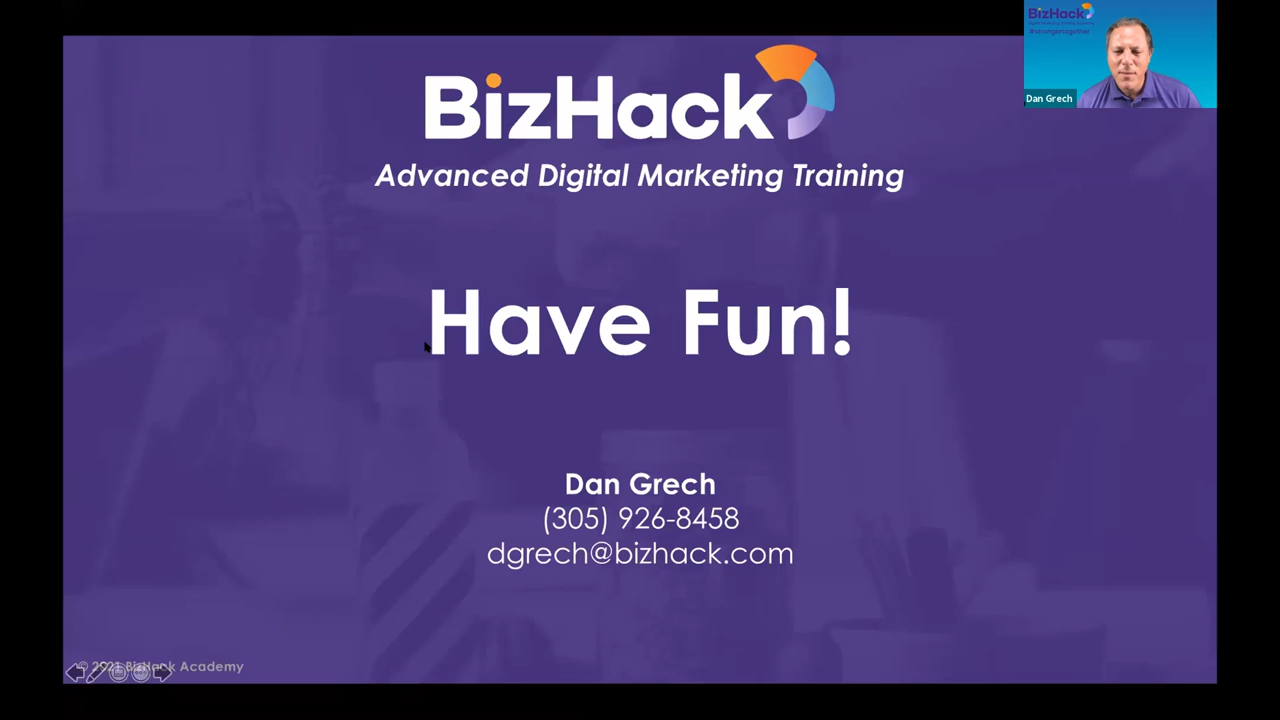 BizHack
Advanced Digital Marketing Training
Have Fun!
Dan Grech
(305) 926-8458
dgrech@bizhack.com
© 2021 BizHack Academy
BizHack
#strongertogether
Dan Grech